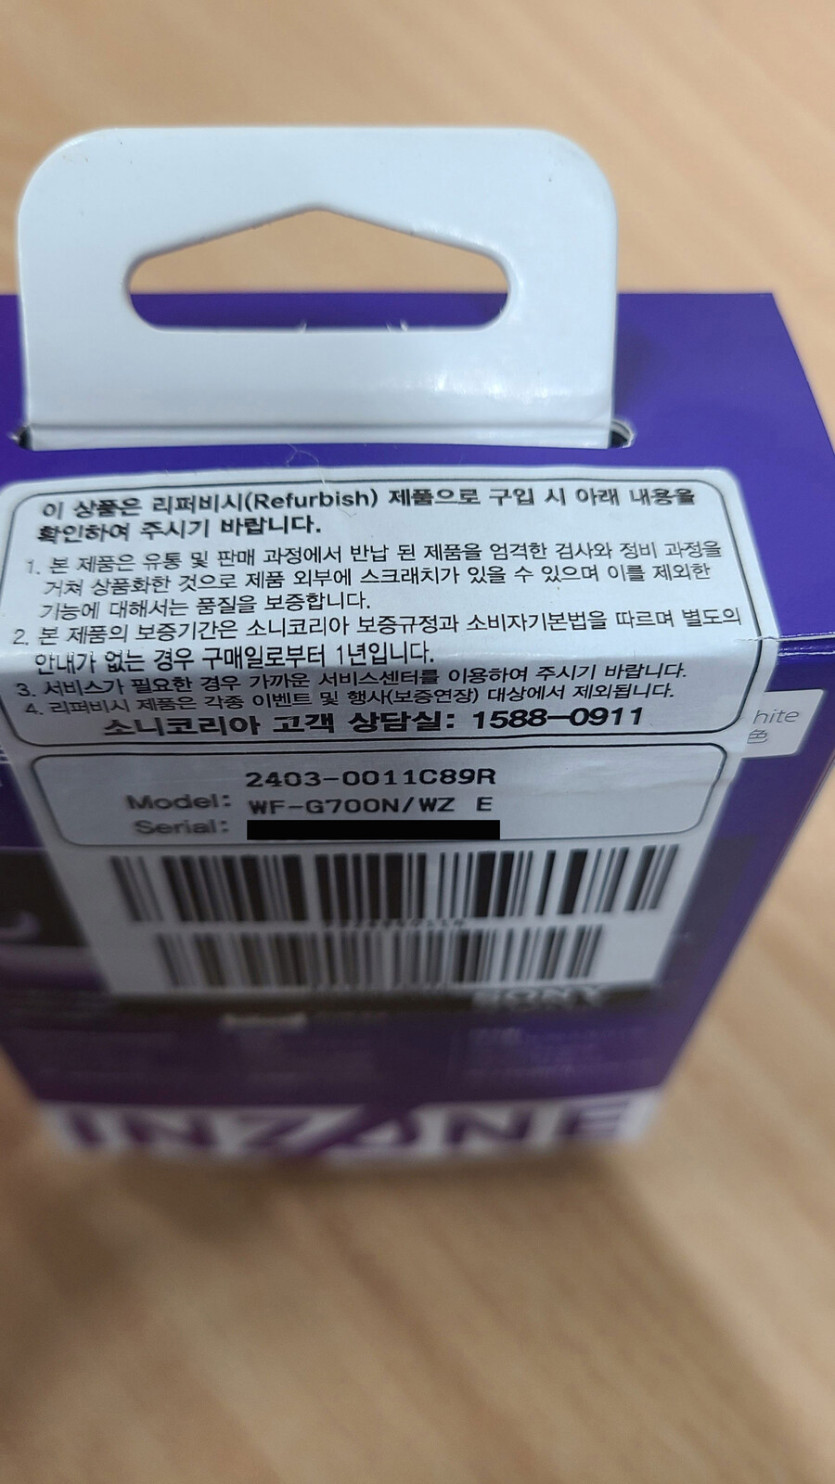 이 상품은 리퍼비시(Refurbish) 제품으로 구입 시 아래 내용을
확인하여 주시기 바랍니다.
1. 본 제품은 유통 및 판매 과정에서 반납 된 제품을 엄격한 검사와 정비 과정을
거쳐 상품화한 것으로 제품 외부에 스크래치가 있을 수 있으며 이를 제외한
기능에 대해서는 품질을 보증합니다.
2. 본 제품의 보증기간은 소니코리아 보증규정과 소비자기본법을 따르며 별도의
안내가 없는 경우 구매일로부터 1년입니다.
3. 서비스가 필요한 경우 가까운 서비스센터를 이용하여 주시기 바랍니다.
4. 리퍼비시 제품은 각종 이벤트 및 행사(보증연장) 대상에서 제외됩니다.
소니코리아 고객 상담실: 1588-0911
hite
色
2403-0011C89R
Model: WF-G700N/WZ E
Serial:
SONY
INZONE